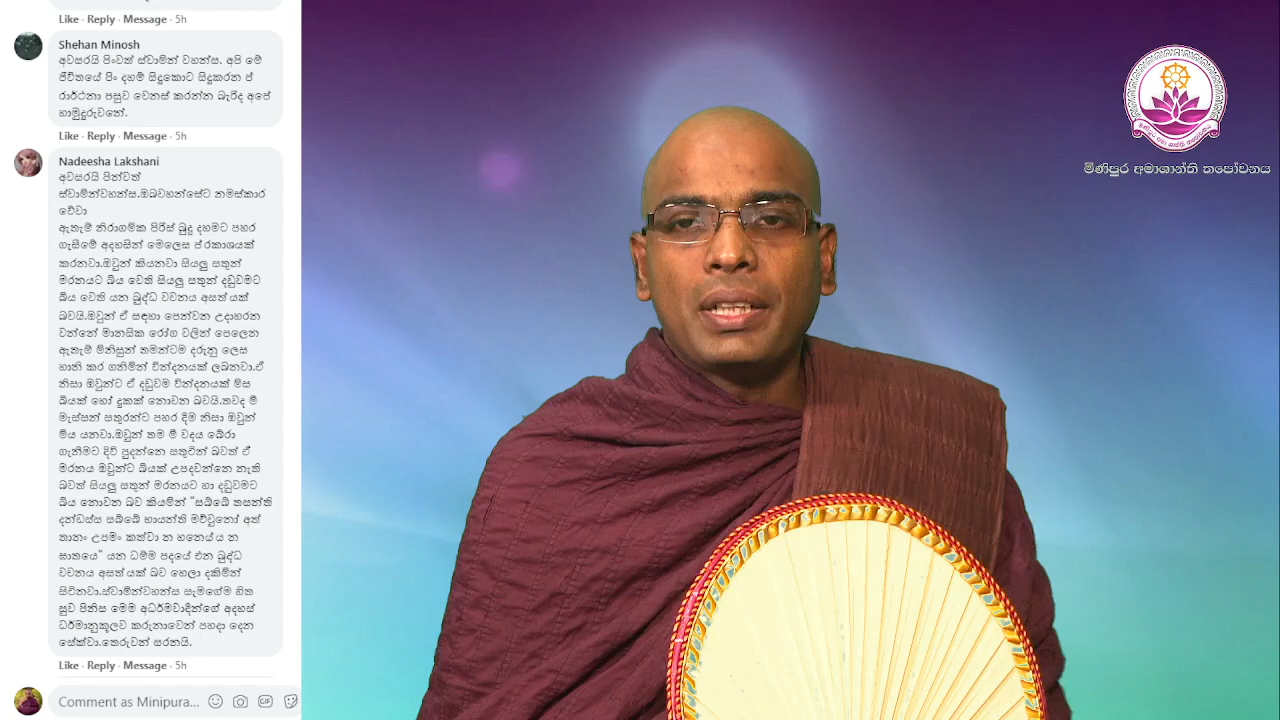 Like · Reply · Message · 5h
Shehan Minosh
අවසරයි පිංවත් ස්වාමින් වහන්ස. අපි මේ
ජීවිතයේ පිං දහම් සිදුකොට සිදුකරන ප්
රාර්ථනා පසුව වෙනස් කරන්න බැරිද අපේ
හාමුදුරුවනේ.
Like · Reply · Message · 5h
Nadeesha Lakshani
අවසරයි පින්වත්
ස්වාමින්වහන්ස.ඔබවහන්සේට නමස්කාර
වේවා
ඇතැම් නිරාගමික පිරිස් බුදු දහමට පහර
ගැසීමේ අදහසින් මෙලෙස ප්රකාශයක්
කරනවා.ඔවුන් කියනවා සියලු සතුන්
මරනයට බිය වෙති සියලු සතුන් දඩුවමට
බිය වෙති යන බුද්ධ වචනය අසත්යක්
බවයි.ඔවුන් ඒ සඳහා පෙන්වන උදාහරන
වන්නේ මානසික රෝග වලින් පෙලෙන
ඇතැම් මිනිසුන් තමන්ටම දරුනු ලෙස
හානි කර ගනිමින් වින්දනයක් ලබනවා.ඒ
නිසා ඔවුන්ට ඒ දඩුවම වින්දනයක් මිස
බියක් හෝ දුකක් නොවන බවයි.තවද මී
මැස්සන් සතුරන්ට පහර දීම නිසා ඔවුන්
මිය යනවා.ඔවුන් තම මී වදය බේරා
ගැනීමට දිවි පුදන්නෙ සතුටින් බවත් ඒ
මරනය ඔවුන්ට බියක් උපදවන්නෙ නැති
බවත් සියලු සතුන් මරනයට හා දඩුවමට
බිය නොවන බව කියමින් "සබ්බේ තසන්ති
දන්ඩස්ස සබ්බේ භායන්ති මච්චුනෝ අත්
තානං උපමං කත්වා න හනෙය්ය න
ඝාතයෙ" යන ධම්ම පදයේ එන බුද්ධ
වචනය අසත්යක් බව හෙලා දකිමින්
සිටිනවා.ස්වාමින්වහන්ස සැමගේම හිත
සුව පිනිස මෙම අධර්මවාදීන්ගේ අදහස්
ධර්මානුකූලව කරුනාවෙන් පහදා දෙන
සේක්වා.තෙරුවන් සරනයි.
Like · Reply · Message · 5h
Comment as Minipura...
GIF
මිණිපුර අමාශාන්ති තපෝවනය